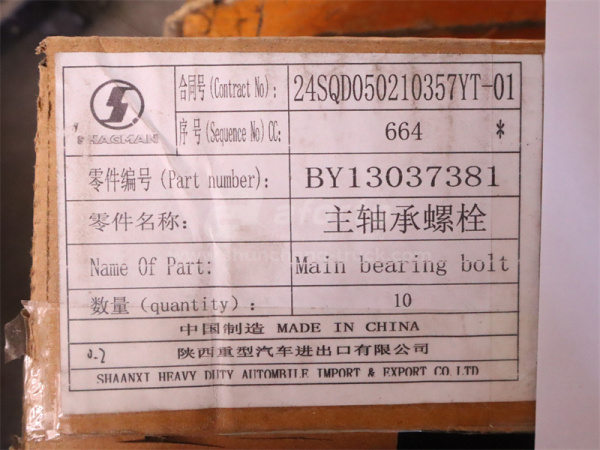 SHACMAN
合同号(Contract No):
24SQD050210357YT-01
序号(Sequence No)CC:
664 *
零件编号(Part number):
BY13037381
零件名称:
主轴承螺栓
Name Of Part:
Main bearing bolt
数量(quantity):
10
中国制造 MADE IN CHINA
0.2
陕西重型汽车进出口有限公司
SHAANXI HEAVY DUTY AUTOMBILE IMPORT & EXPORT CO.LTD